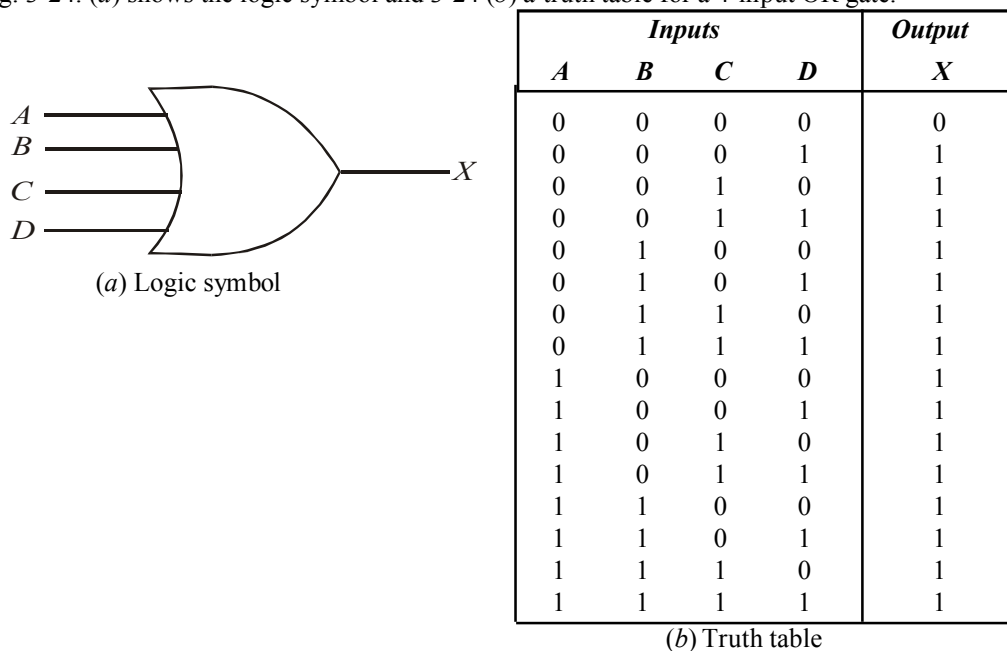 3-24. (a) shows the logic symbol and 3-24 (b) a truth table for a 4-input OR gate.
A
B
C
D
X
(a) Logic symbol
Inputs Output
A B C D X
0 0 0 0 0
0 0 0 1 1
0 0 1 0 1
0 0 1 1 1
0 1 0 0 1
0 1 0 1 1
0 1 1 0 1
0 1 1 1 1
1 0 0 0 1
1 0 0 1 1
1 0 1 0 1
1 0 1 1 1
1 1 0 0 1
1 1 0 1 1
1 1 1 0 1
1 1 1 1 1
(b) Truth table